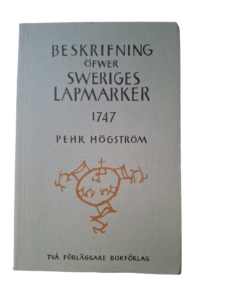 BESKRIFNING
ÖFWER
SWERIGES
LAPMARKER
1747
PEHR HÖGSTRÖM
TVÅ FÖRLÄGGARE BOKFÖRLAG